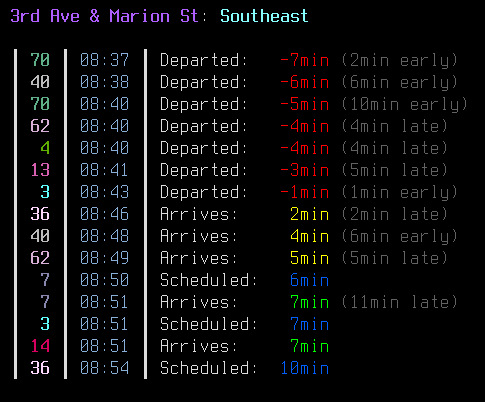 3rd Ave & Marion St: Southeast
70 08:37 Departed: -7min (2min early)
40 08:38 Departed: -6min (6min early)
70 08:40 Departed: -5min (10min early)
62 08:40 Departed: -4min (4min late)
4 08:40 Departed: -4min (4min late)
13 08:41 Departed: -3min (5min late)
3 08:43 Departed: -1min (1min early)
36 08:46 Arrives: 2min (2min late)
40 08:48 Arrives: 4min (6min early)
62 08:49 Arrives: 5min (5min late)
7 08:50 Scheduled: 6min
7 08:51 Arrives: 7min (11min late)
3 08:51 Scheduled: 7min
14 08:51 Arrives: 7min
36 08:54 Scheduled: 10min